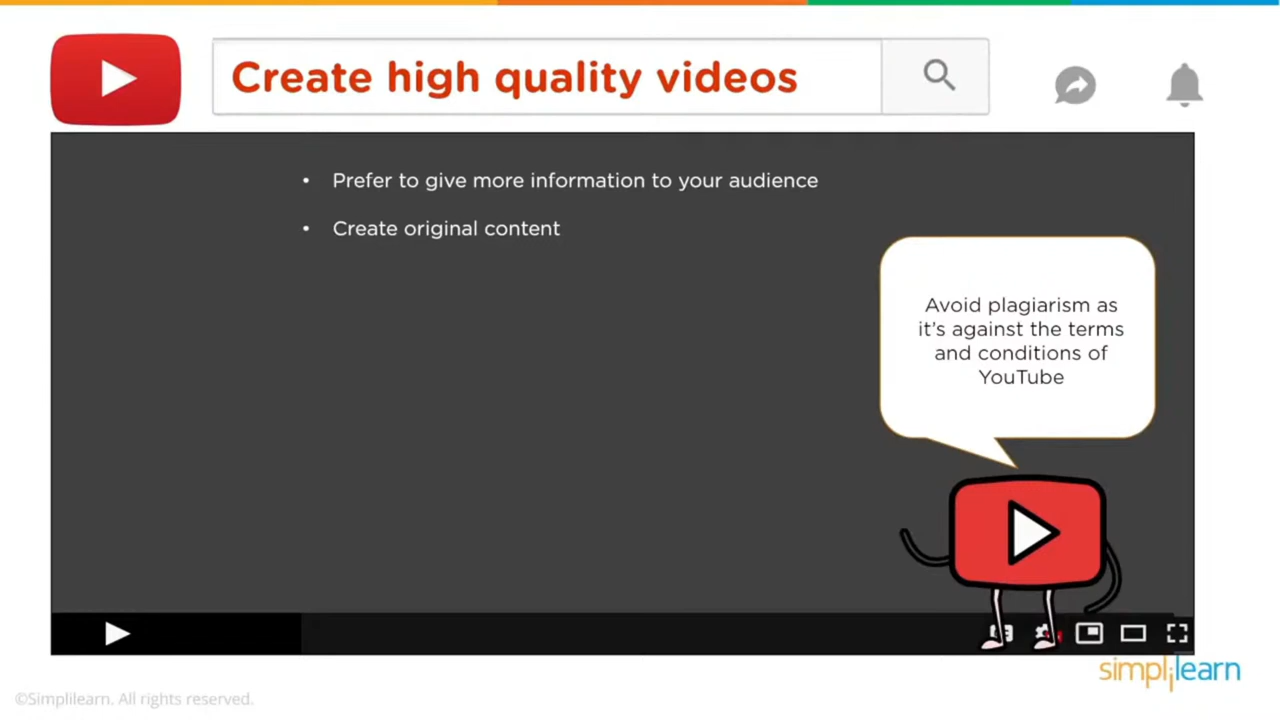 Create high quality videos
• Prefer to give more information to your audience
• Create original content
Avoid plagiarism as
it's against the terms
and conditions of
YouTube
simplilearn
©Simplilearn. All rights reserved.